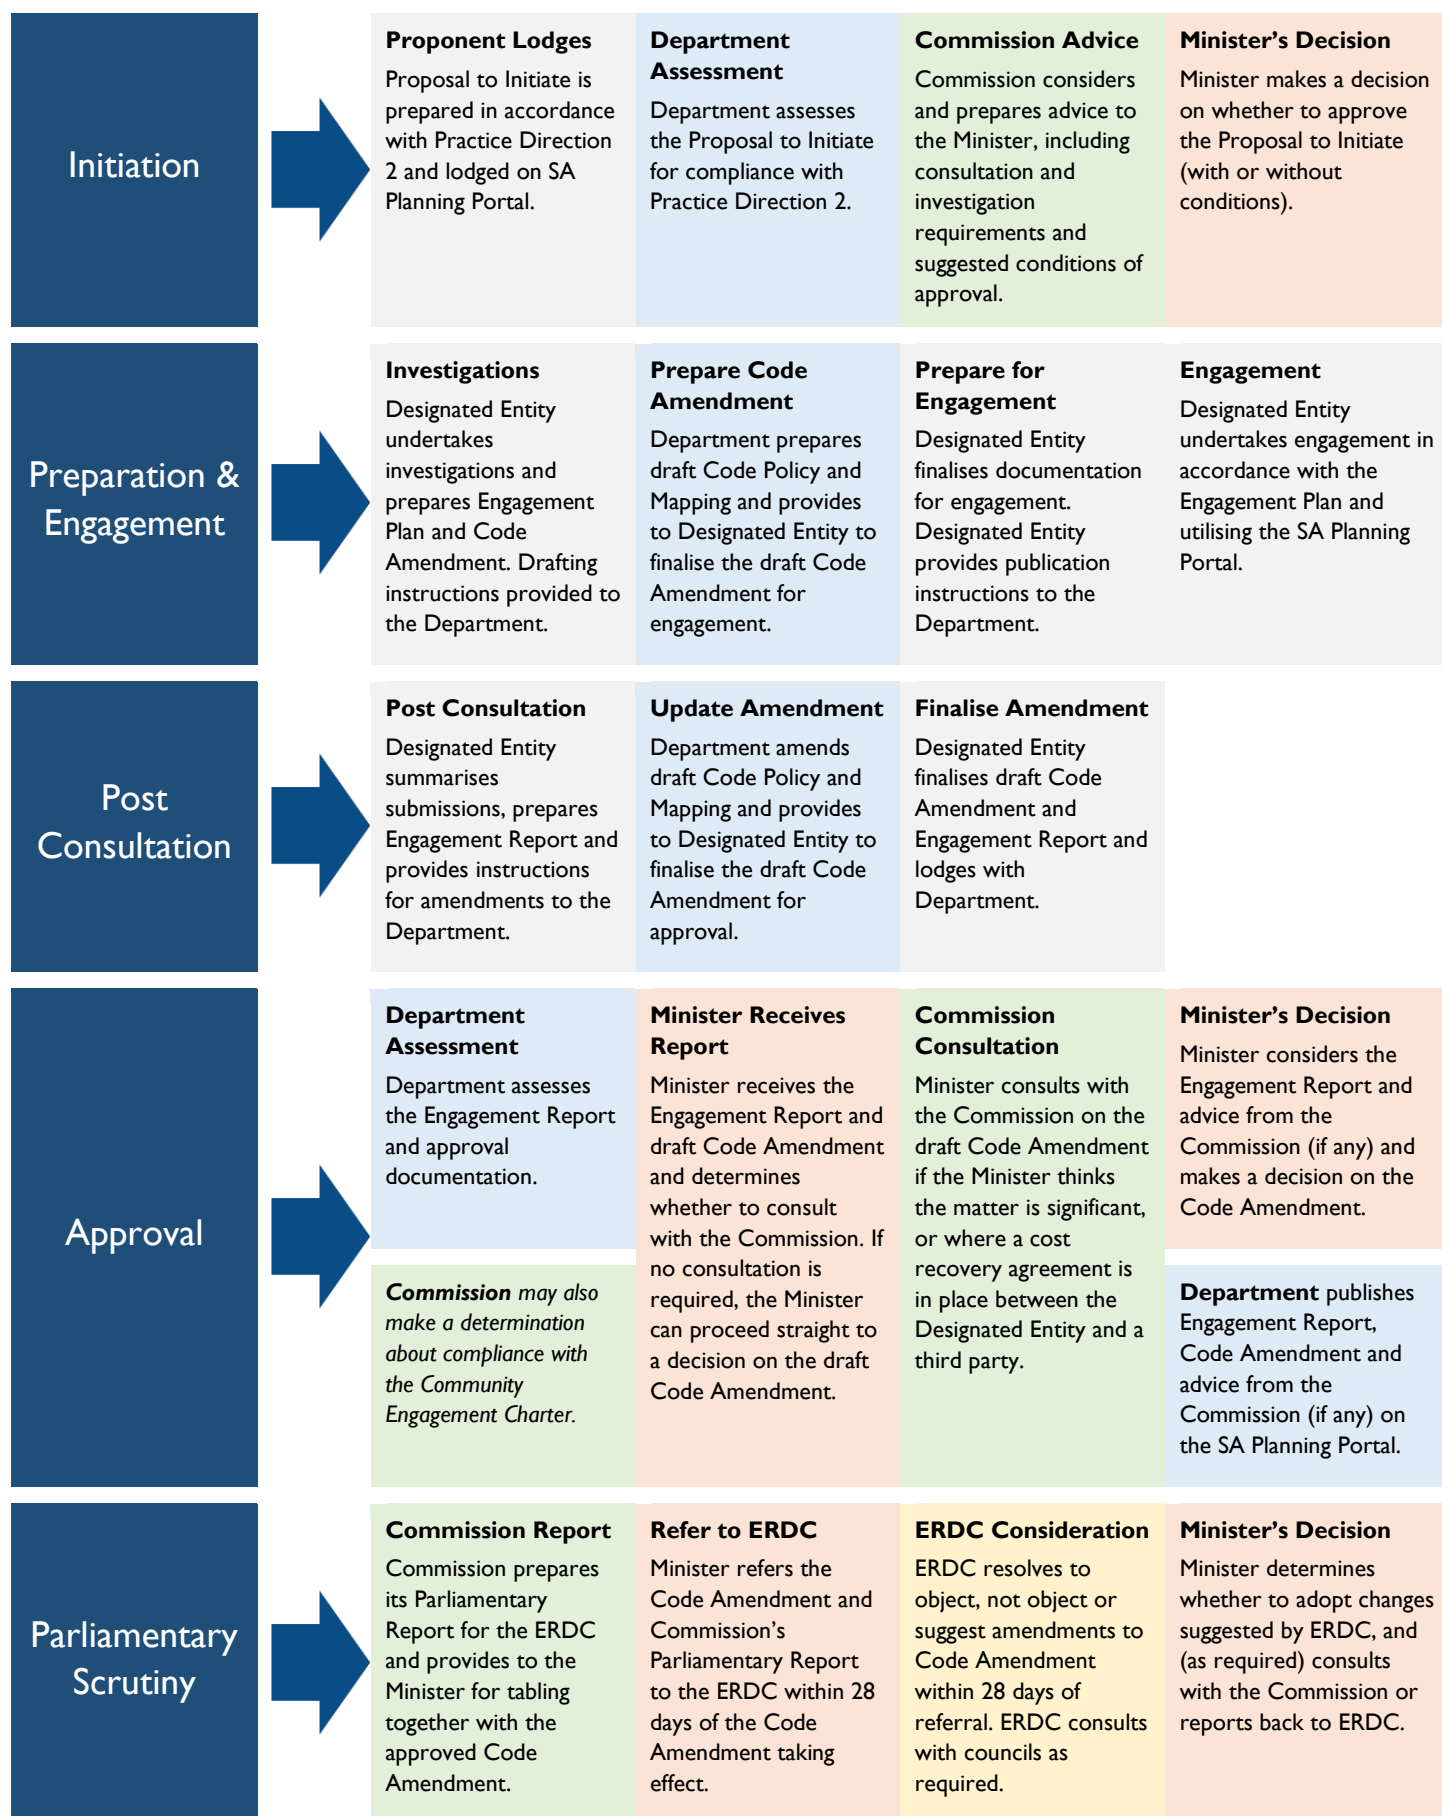 Initiation
Proponent Lodges
Proposal to Initiate is
prepared in accordance
with Practice Direction
2 and lodged on SA
Planning Portal.
Department
Assessment
Department assesses
the Proposal to Initiate
for compliance with
Practice Direction 2.
Commission Advice
Commission considers
and prepares advice to
the Minister, including
consultation and
investigation
requirements and
suggested conditions of
approval.
Minister’s Decision
Minister makes a decision
on whether to approve
the Proposal to Initiate
(with or without
conditions).
Preparation &
Engagement
Investigations
Designated Entity
undertakes
investigations and
prepares Engagement
Plan and Code
Amendment. Drafting
instructions provided to
the Department.
Prepare Code
Amendment
Department prepares
draft Code Policy and
Mapping and provides
to Designated Entity to
finalise the draft Code
Amendment for
engagement.
Prepare for
Engagement
Designated Entity
finalises documentation
for engagement.
Designated Entity
provides publication
instructions to the
Department.
Engagement
Designated Entity
undertakes engagement in
accordance with the
Engagement Plan and
utilising the SA Planning
Portal.
Post
Consultation
Post Consultation
Designated Entity
summarises
submissions, prepares
Engagement Report and
provides instructions
for amendments to the
Department.
Update Amendment
Department amends
draft Code Policy and
Mapping and provides
to Designated Entity to
finalise the draft Code
Amendment for
approval.
Finalise Amendment
Designated Entity
finalises draft Code
Amendment and
Engagement Report and
lodges with
Department.
Approval
Department
Assessment
Department assesses
the Engagement Report
and approval
documentation.
Commission may also
make a determination
about compliance with
the Community
Engagement Charter.
Minister Receives
Report
Minister receives the
Engagement Report and
draft Code Amendment
and determines
whether to consult
with the Commission. If
no consultation is
required, the Minister
can proceed straight to
a decision on the draft
Code Amendment.
Commission
Consultation
Minister consults with
the Commission on the
draft Code Amendment
if the Minister thinks
the matter is significant,
or where a cost
recovery agreement is
in place between the
Designated Entity and a
third party.
Minister’s Decision
Minister considers the
Engagement Report and
advice from the
Commission (if any) and
makes a decision on the
Code Amendment.
Department publishes
Engagement Report,
Code Amendment and
advice from the
Commission (if any) on
the SA Planning Portal.
Parliamentary
Scrutiny
Commission Report
Commission prepares
its Parliamentary
Report for the ERDC
and provides to the
Minister for tabling
together with the
approved Code
Amendment.
Refer to ERDC
Minister refers the
Code Amendment and
Commission’s
Parliamentary Report
to the ERDC within 28
days of the Code
Amendment taking
effect.
ERDC Consideration
ERDC resolves to
object, not object or
suggest amendments to
Code Amendment
within 28 days of
referral. ERDC consults
with councils as
required.
Minister’s Decision
Minister determines
whether to adopt changes
suggested by ERDC, and
(as required) consults
with the Commission or
reports back to ERDC.